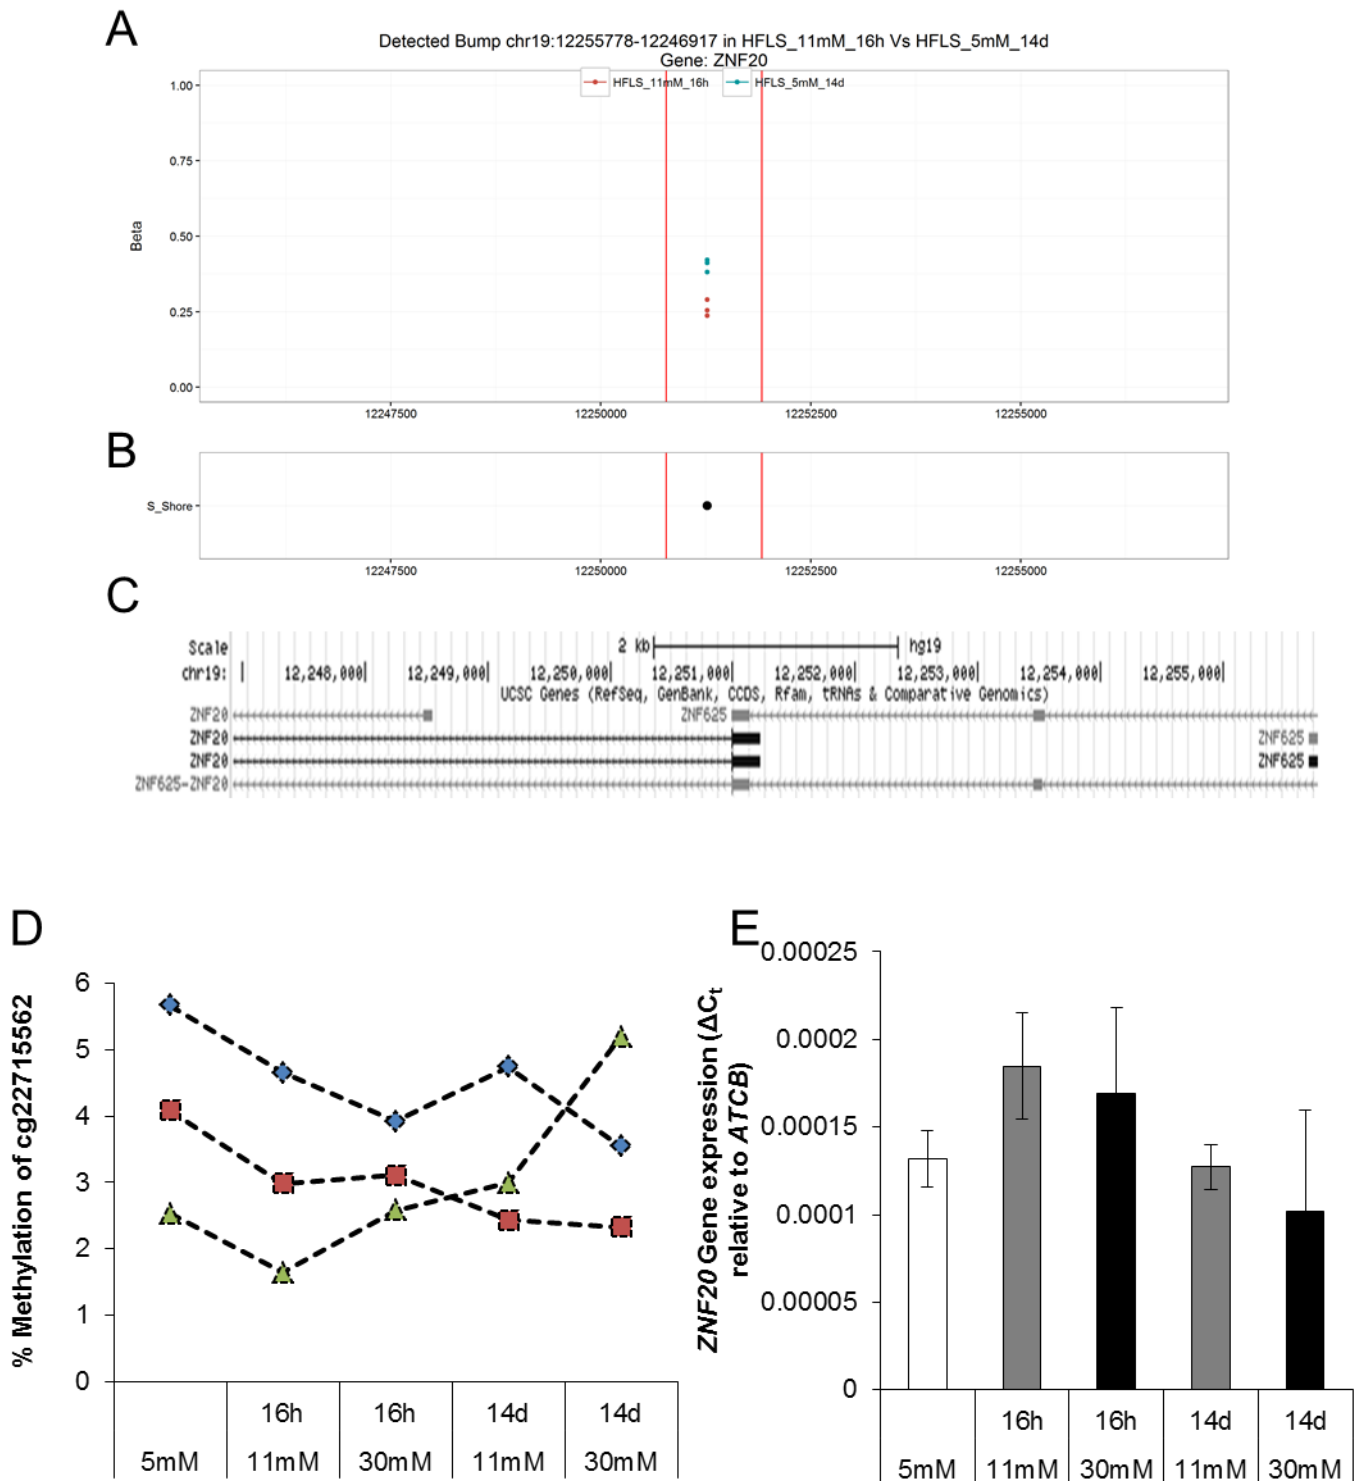 A
Detected Bump chr19:12255778-12246917 in HFLS_11mM_16h Vs HFLS_5mM_14d
Gene: ZNF20
HFLS_11mM_16h HFLS_5mM_14d
1.00
0.75
0.50
0.25
0.00
Beta
12247500 12250000 12252500 12255000
B
S_Shore
12247500 12250000 12252500 12255000
C
Scale 2 kb hg19
chr19: 12,248,000 12,249,000 12,250,000 12,251,000 12,252,000 12,253,000 12,254,000 12,255,000
UCSC Genes (RefSeq, GenBank, CCDS, Rfam, tRNAs & Comparative Genomics)
ZNF20 ZNF625
ZNF20 ZNF625
ZNF20 ZNF625
ZNF625-ZNF20
D
% Methylation of cg22715562
6
5
4
3
2
1
0
16h 16h 14d 14d
5mM 11mM 30mM 11mM 30mM
E
ZNF20 Gene expression (ΔCt
relative to ATCB)
0.00025
0.0002
0.00015
0.0001
0.00005
0
16h 16h 14d 14d
5mM 11mM 30mM 11mM 30mM